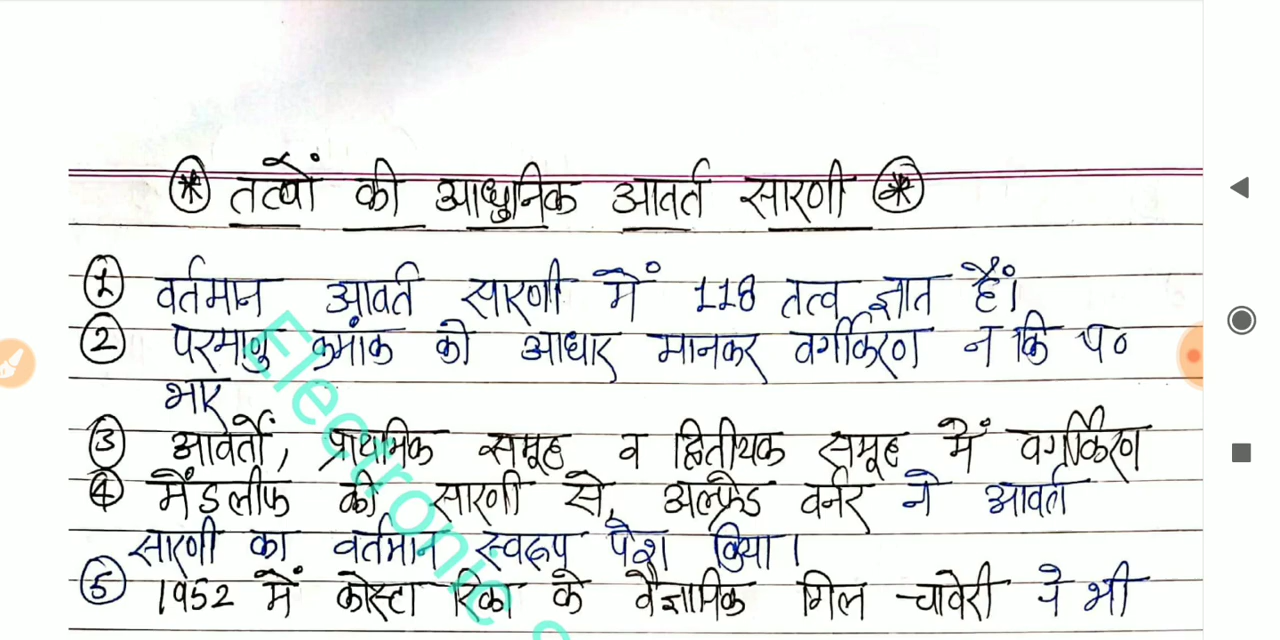 * तत्वों की आधुनिक आवर्त सारणी *
1 वर्तमान आवर्त सारणी में 118 तत्व ज्ञात हैं।
2 परमाणु क्रमांक को आधार मानकर वर्गीकरण न कि प०
भार
3 आवर्तों, प्राथमिक समूह व द्वितीयक समूह में वर्गीकरण
4 मेंडलीफ की सारणी से, अल्फ्रेड वर्नर ने आवर्त
सारणी का वर्तमान स्वरूप पेश किया।
5 1952 में कोस्टा रिका के वैज्ञानिक गिल चावेरी ने भी
Electronic